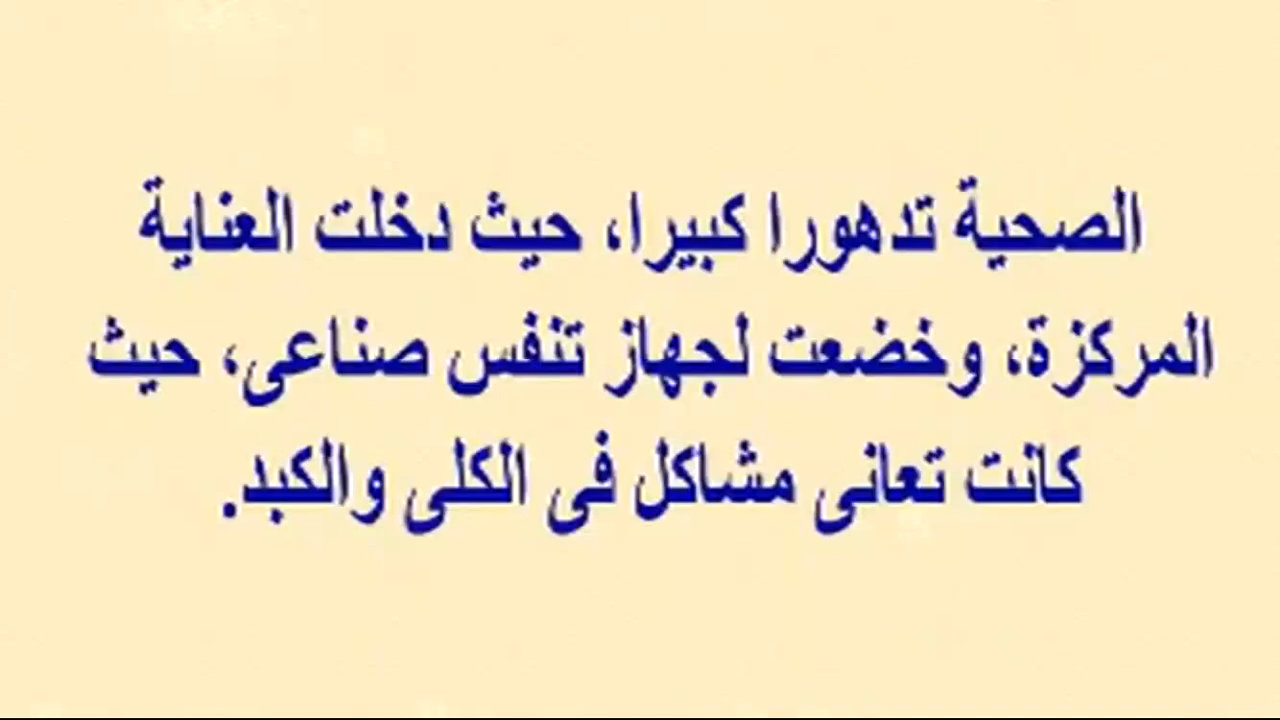 الصحية تدهورا كبيرا، حيث دخلت العناية
المركزة، وخضعت لجهاز تنفس صناعى، حيث
كانت تعانى مشاكل فى الكلى والكبد.